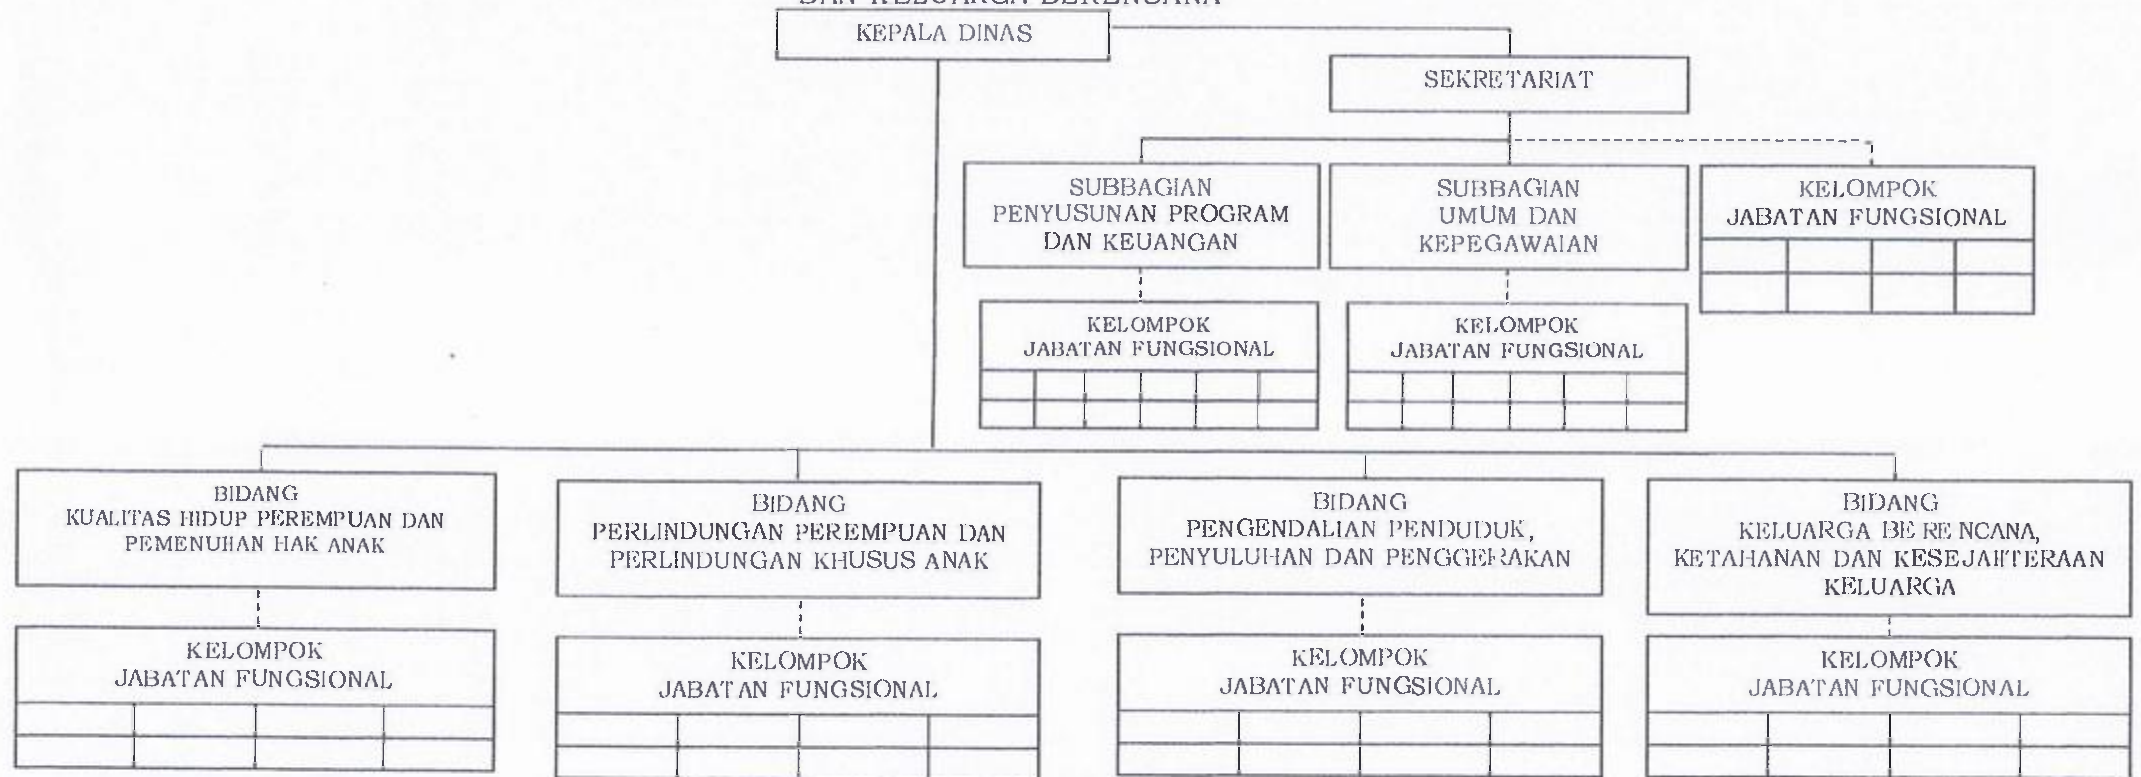 DAN KELUARGA BERENCANA
KEPALA DINAS
SEKRETARIAT
SUBBAGIAN
PENYUSUNAN PROGRAM
DAN KEUANGAN
SUBBAGIAN
UMUM DAN
KEPEGAWAIAN
KELOMPOK
JABATAN FUNGSIONAL
KELOMPOK
JABATAN FUNGSIONAL
KELOMPOK
JABATAN FUNGSIONAL
BIDANG
KUALITAS HIDUP PEREMPUAN DAN
PEMENUHAN HAK ANAK
BIDANG
PERLINDUNGAN PEREMPUAN DAN
PERLINDUNGAN KHUSUS ANAK
BIDANG
PENGENDALIAN PENDUDUK,
PENYULUHAN DAN PENGGERAKAN
BIDANG
KELUARGA BERENCANA,
KETAHANAN DAN KESEJAHTERAAN
KELUARGA
KELOMPOK
JABATAN FUNGSIONAL
KELOMPOK
JABATAN FUNGSIONAL
KELOMPOK
JABATAN FUNGSIONAL
KELOMPOK
JABATAN FUNGSIONAL